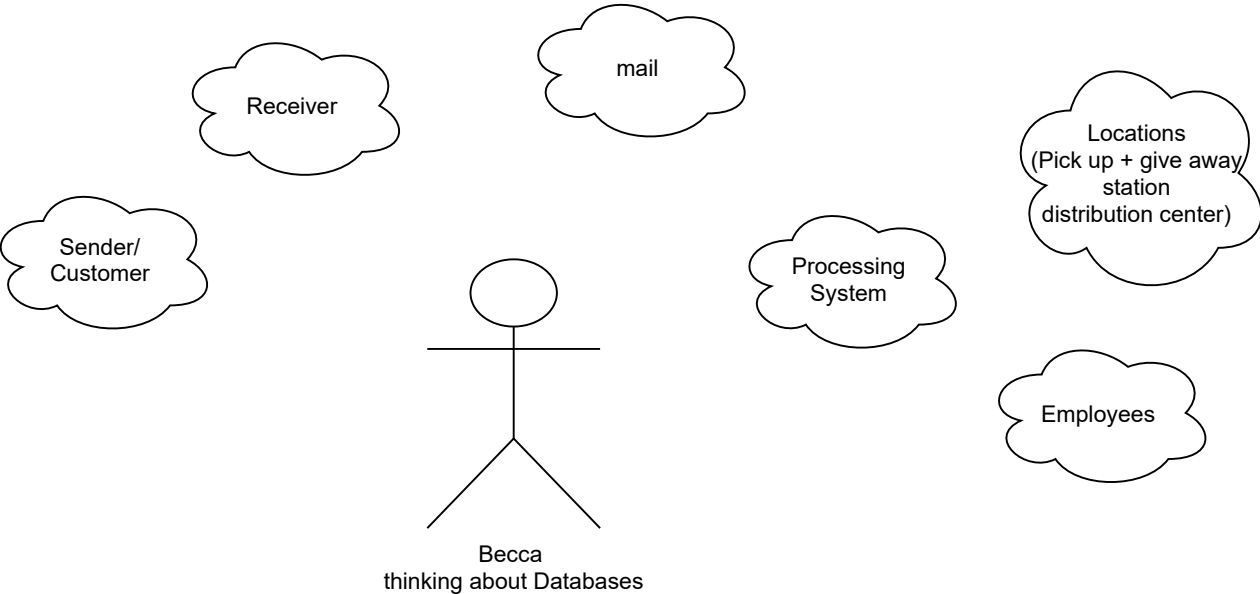 mail
Receiver
Locations
(Pick up + give away
station
distribution center)
Sender/
Customer
Processing
System
Employees
Becca
thinking about Databases